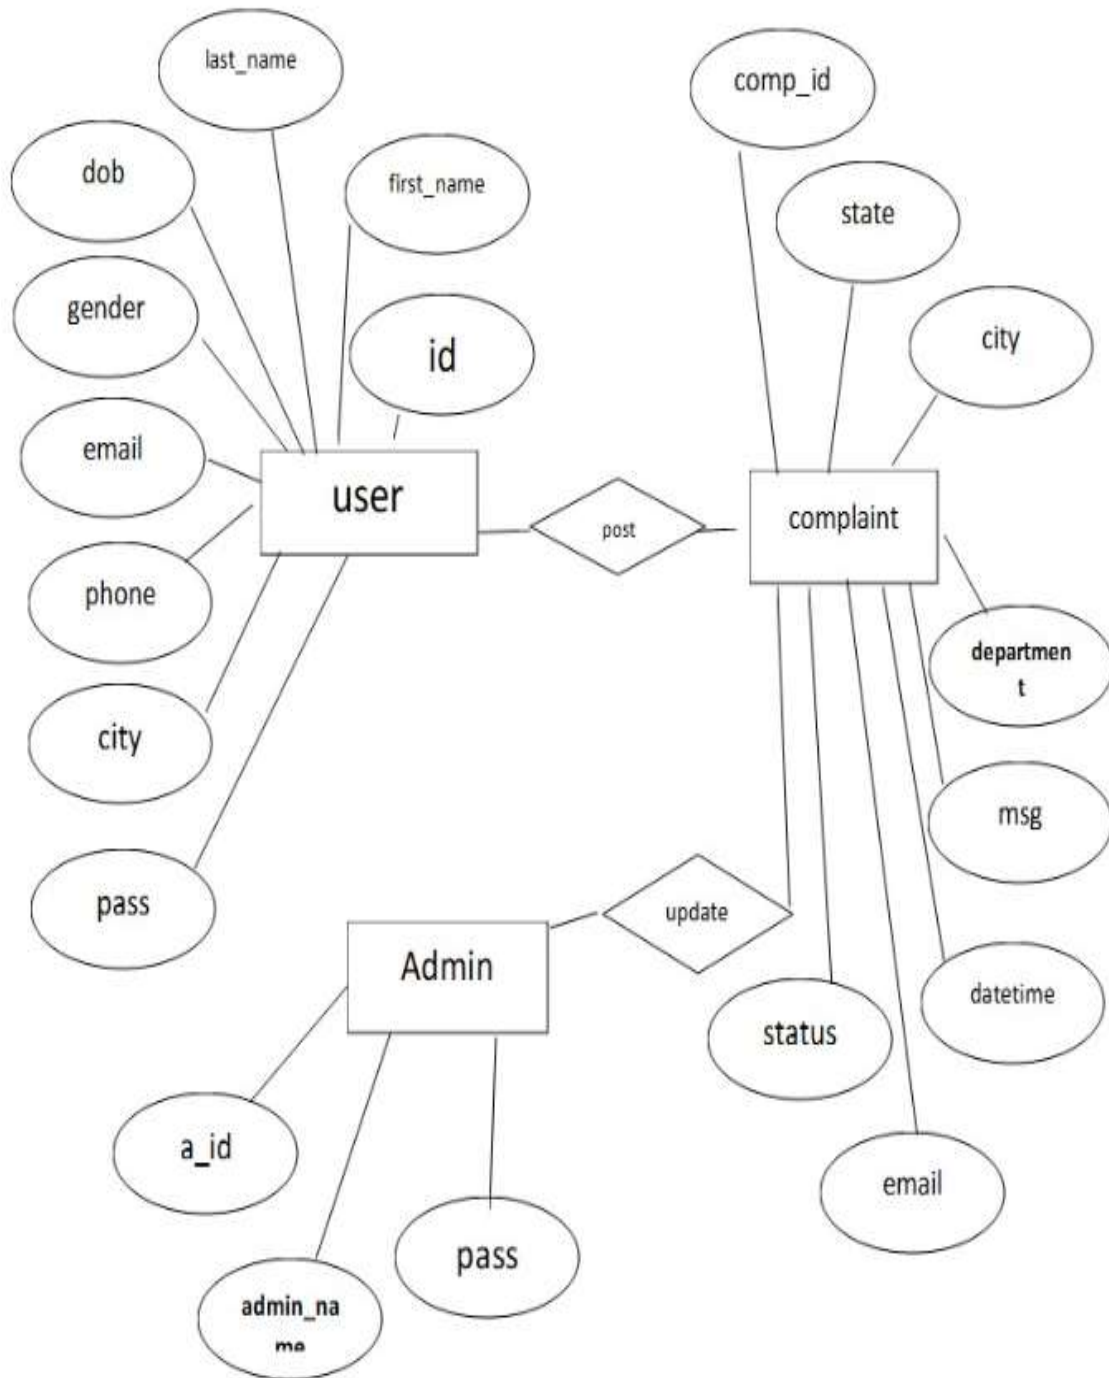 last_name
comp_id
dob
first_name
state
gender
id
city
email
user
post
complaint
phone
departmen
t
city
msg
pass
update
Admin
datetime
status
a_id
email
pass
admin_na
me